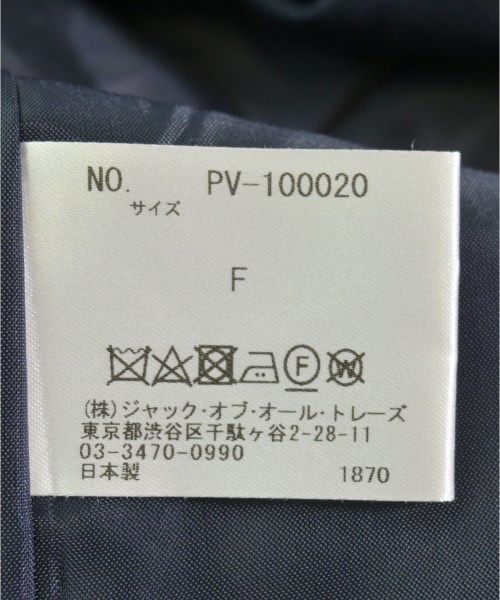 NO. PV-100020
サイズ
F
F W
(株)ジャック・オブ・オール・トレーズ
東京都渋谷区千駄ヶ谷2-28-11
03-3470-0990
日本製 1870